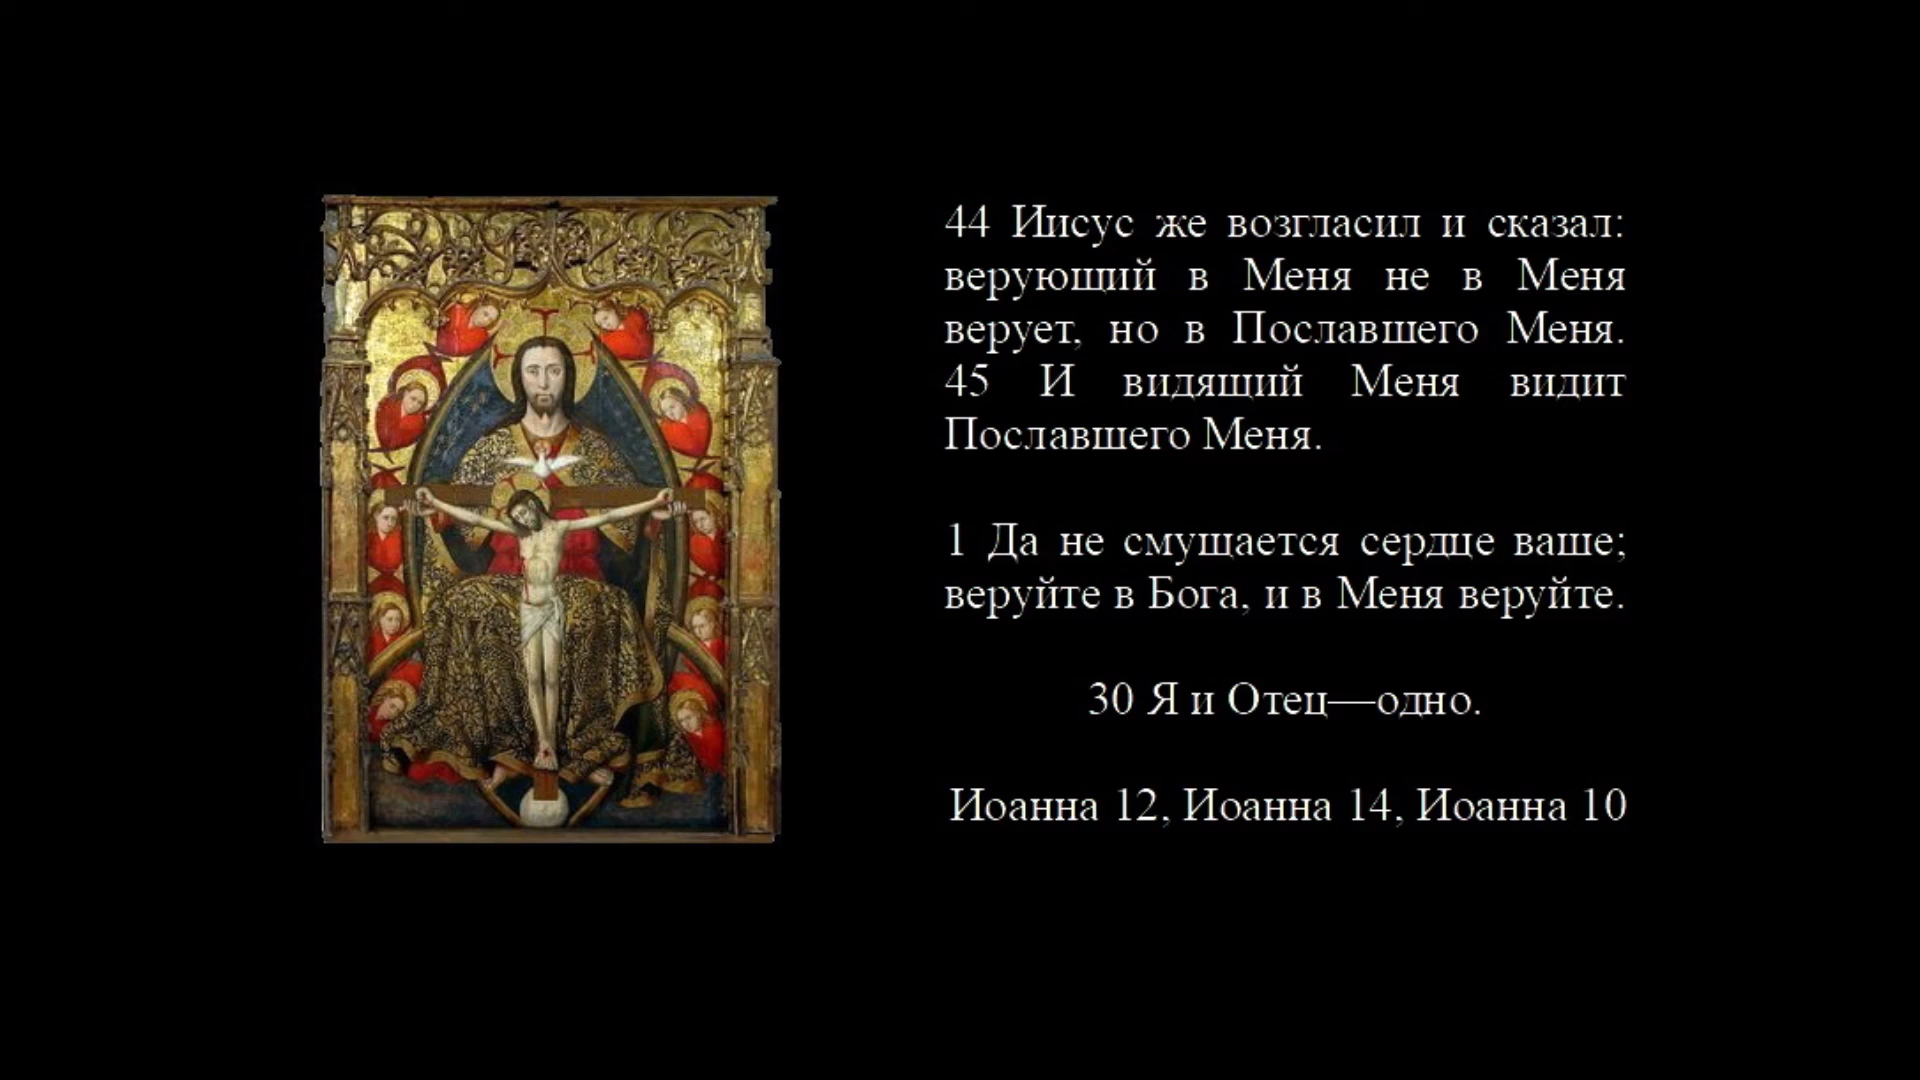 44 Иисус же возгласил и сказал:
верующий в Меня не в Меня
верует, но в Пославшего Меня.
45 И видящий Меня видит
Пославшего Меня.
1 Да не смущается сердце ваше;
веруйте в Бога, и в Меня веруйте.
30 Я и Отец—одно.
Иоанна 12, Иоанна 14, Иоанна 10